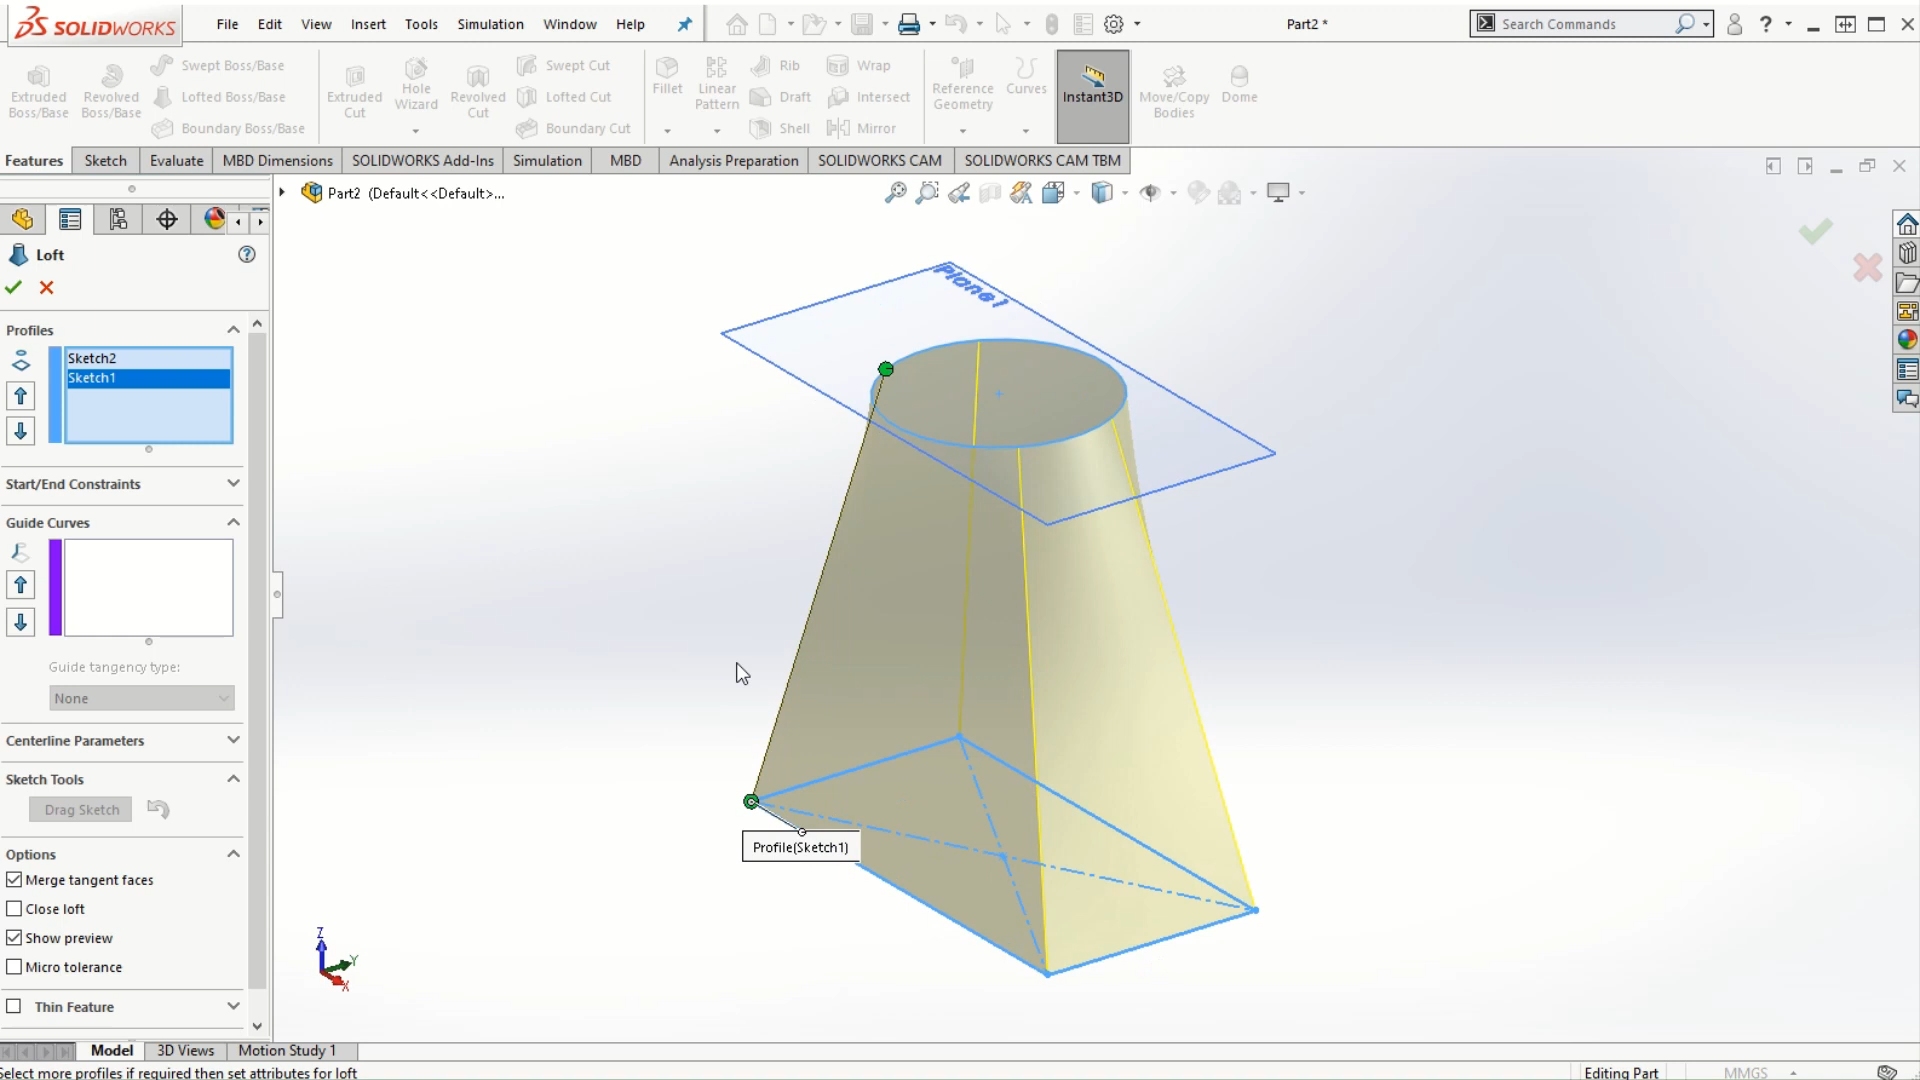 SOLIDWORKS File Edit View Insert Tools Simulation Window Help Part2 * Search Commands
Extruded Boss/Base
Revolved Boss/Base
Swept Boss/Base
Lofted Boss/Base
Boundary Boss/Base
Extruded Cut
Hole Wizard
Revolved Cut
Swept Cut
Lofted Cut
Boundary Cut
Fillet
Linear Pattern
Rib
Draft
Shell
Wrap
Intersect
Mirror
Reference Geometry
Curves
Instant3D
Move/Copy Bodies
Dome
Features Sketch Evaluate MBD Dimensions SOLIDWORKS Add-Ins Simulation MBD Analysis Preparation SOLIDWORKS CAM SOLIDWORKS CAM TBM
Part2 (Default<<Default>...
Loft
Profiles
Sketch2
Sketch1
Start/End Constraints
Guide Curves
Guide tangency type:
None
Centerline Parameters
Sketch Tools
Drag Sketch
Options
Merge tangent faces
Close loft
Show preview
Micro tolerance
Thin Feature
Plane1
Profile(Sketch1)
Z
Y
X
Model 3D Views Motion Study 1
Select more profiles if required then set attributes for loft
Editing Part MMGS